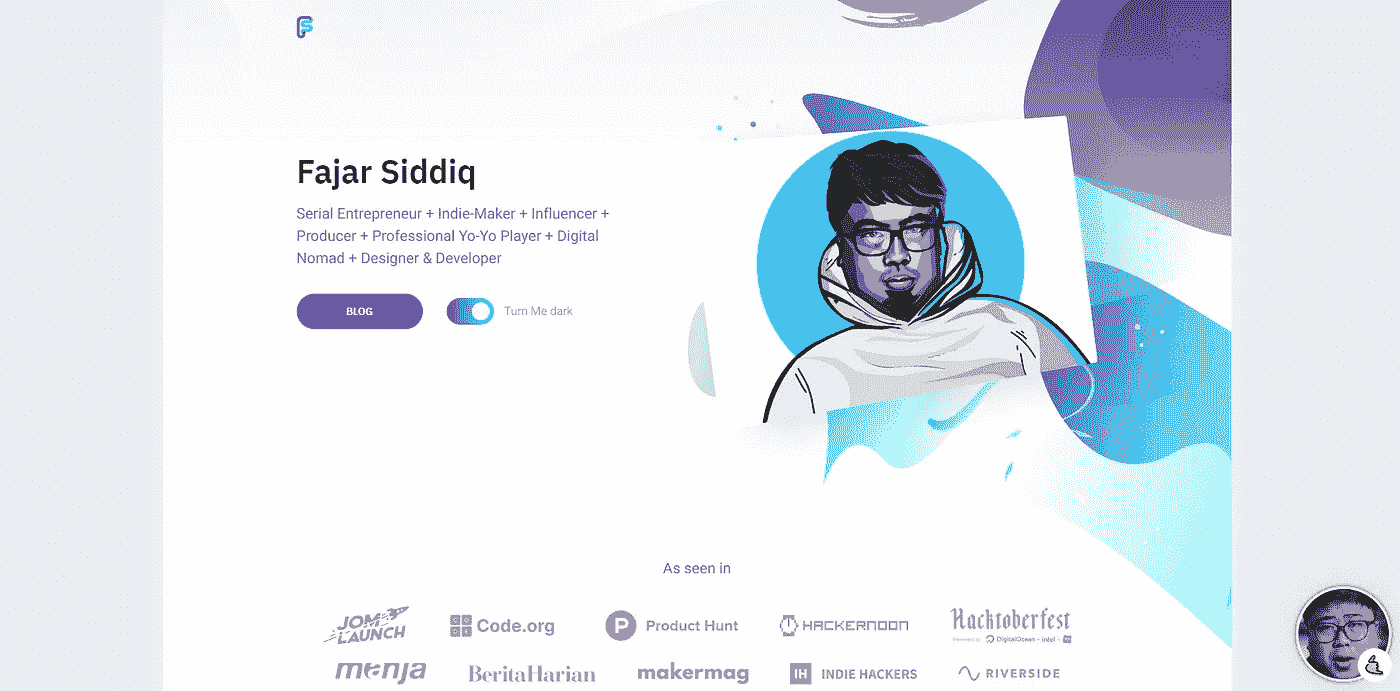 Fajar Siddiq
Serial Entrepreneur + Indie-Maker + Influencer +
Producer + Professional Yo-Yo Player + Digital
Nomad + Designer & Developer
BLOG
Turn Me dark
As seen in
JOM LAUNCH
Code.org
Product Hunt
HACKERNOON
Hacktoberfest
Presented by DigitalOcean + intel +
menja
BeritaHarian
makermag
IH INDIE HACKERS
RIVERSIDE